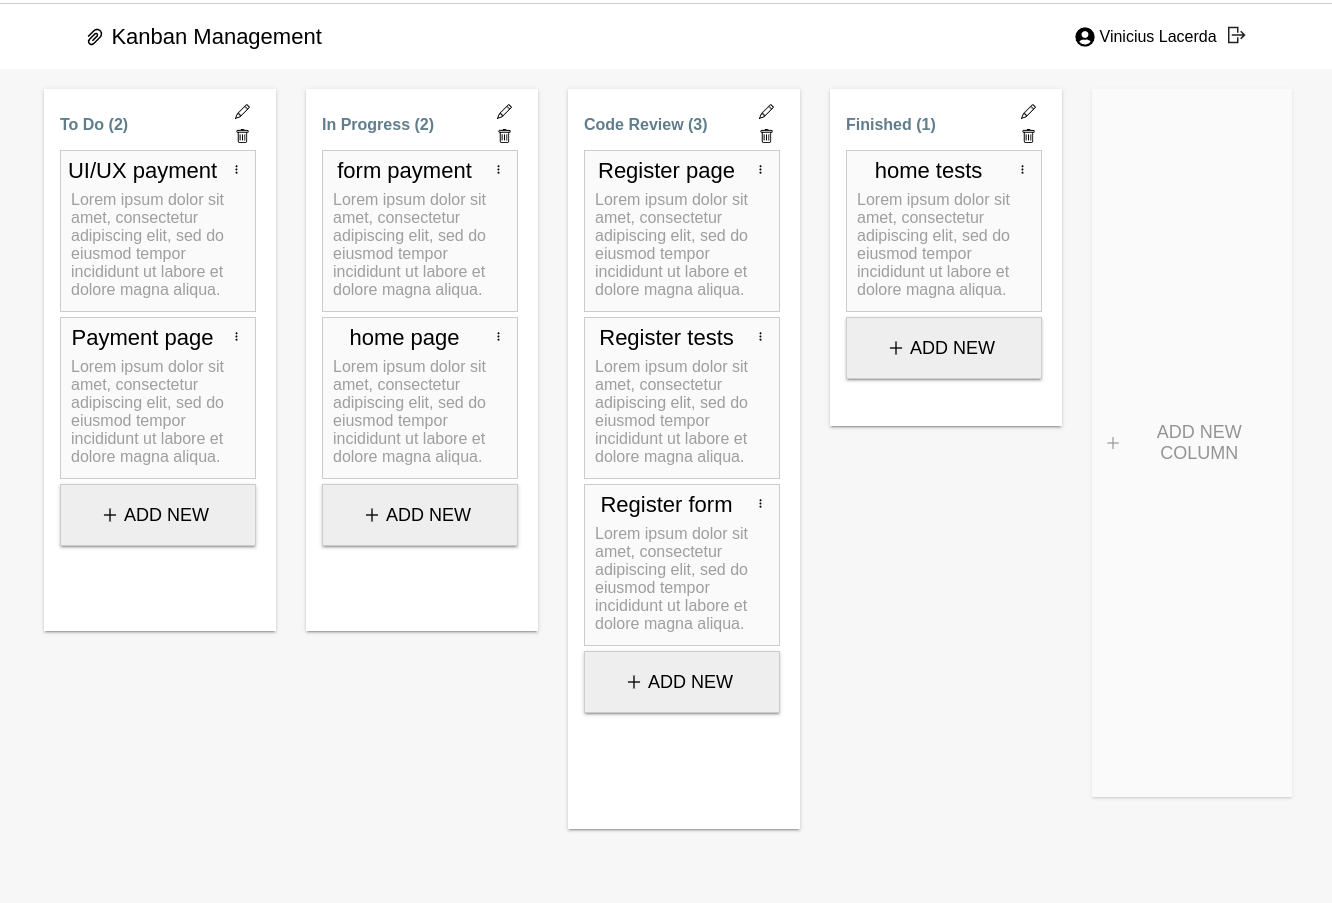 Kanban Management
Vinicius Lacerda
To Do (2)
UI/UX payment
Lorem ipsum dolor sit
amet, consectetur
adipiscing elit, sed do
eiusmod tempor
incididunt ut labore et
dolore magna aliqua.
Payment page
Lorem ipsum dolor sit
amet, consectetur
adipiscing elit, sed do
eiusmod tempor
incididunt ut labore et
dolore magna aliqua.
+ ADD NEW
In Progress (2)
form payment
Lorem ipsum dolor sit
amet, consectetur
adipiscing elit, sed do
eiusmod tempor
incididunt ut labore et
dolore magna aliqua.
home page
Lorem ipsum dolor sit
amet, consectetur
adipiscing elit, sed do
eiusmod tempor
incididunt ut labore et
dolore magna aliqua.
+ ADD NEW
Code Review (3)
Register page
Lorem ipsum dolor sit
amet, consectetur
adipiscing elit, sed do
eiusmod tempor
incididunt ut labore et
dolore magna aliqua.
Register tests
Lorem ipsum dolor sit
amet, consectetur
adipiscing elit, sed do
eiusmod tempor
incididunt ut labore et
dolore magna aliqua.
Register form
Lorem ipsum dolor sit
amet, consectetur
adipiscing elit, sed do
eiusmod tempor
incididunt ut labore et
dolore magna aliqua.
+ ADD NEW
Finished (1)
home tests
Lorem ipsum dolor sit
amet, consectetur
adipiscing elit, sed do
eiusmod tempor
incididunt ut labore et
dolore magna aliqua.
+ ADD NEW
+ ADD NEW
COLUMN